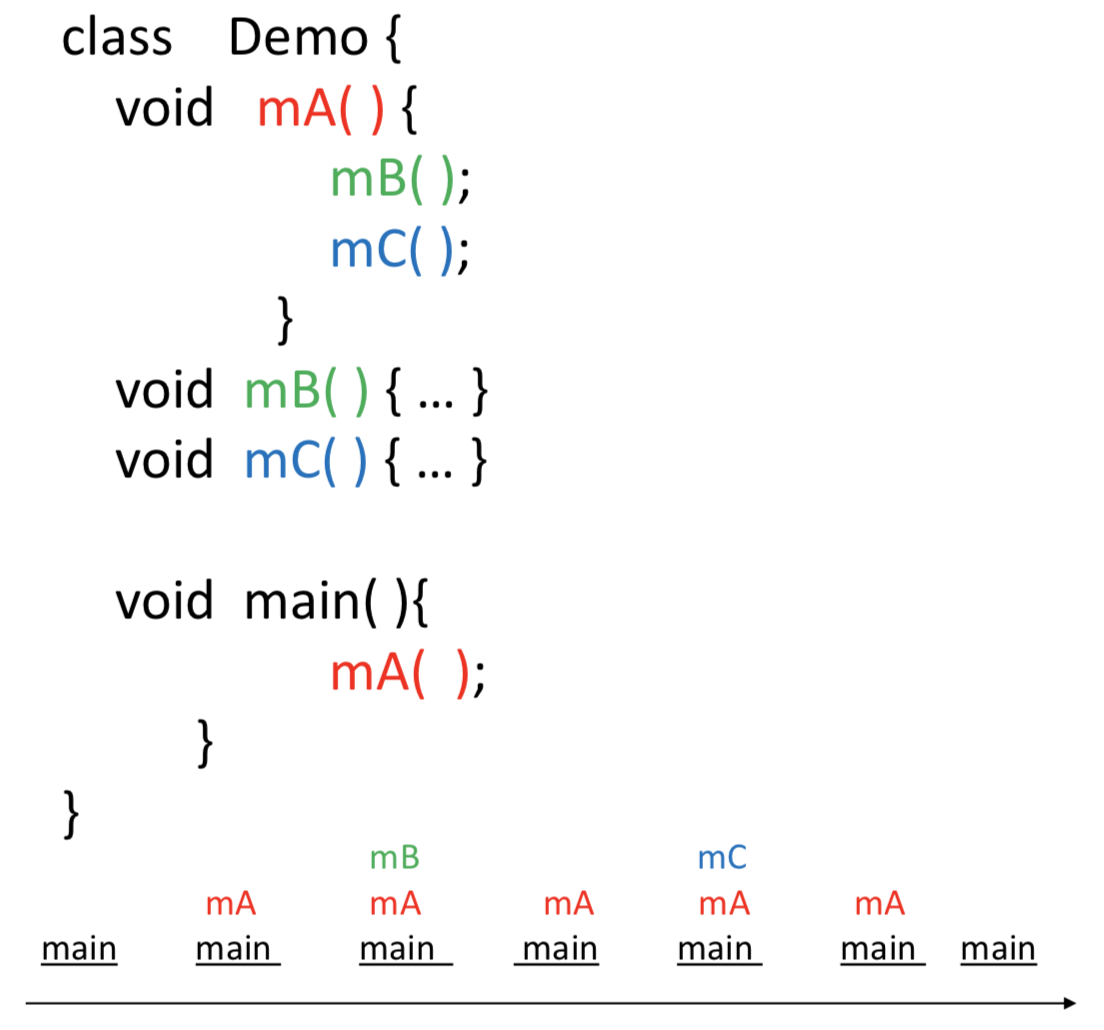 class Demo {
void mA( ) {
mB( );
mC( );
}
void mB( ) { ... }
void mC( ) { ... }
void main( ){
mA( );
}
}
mB mC
mA mA mA mA mA
main main main main main main main